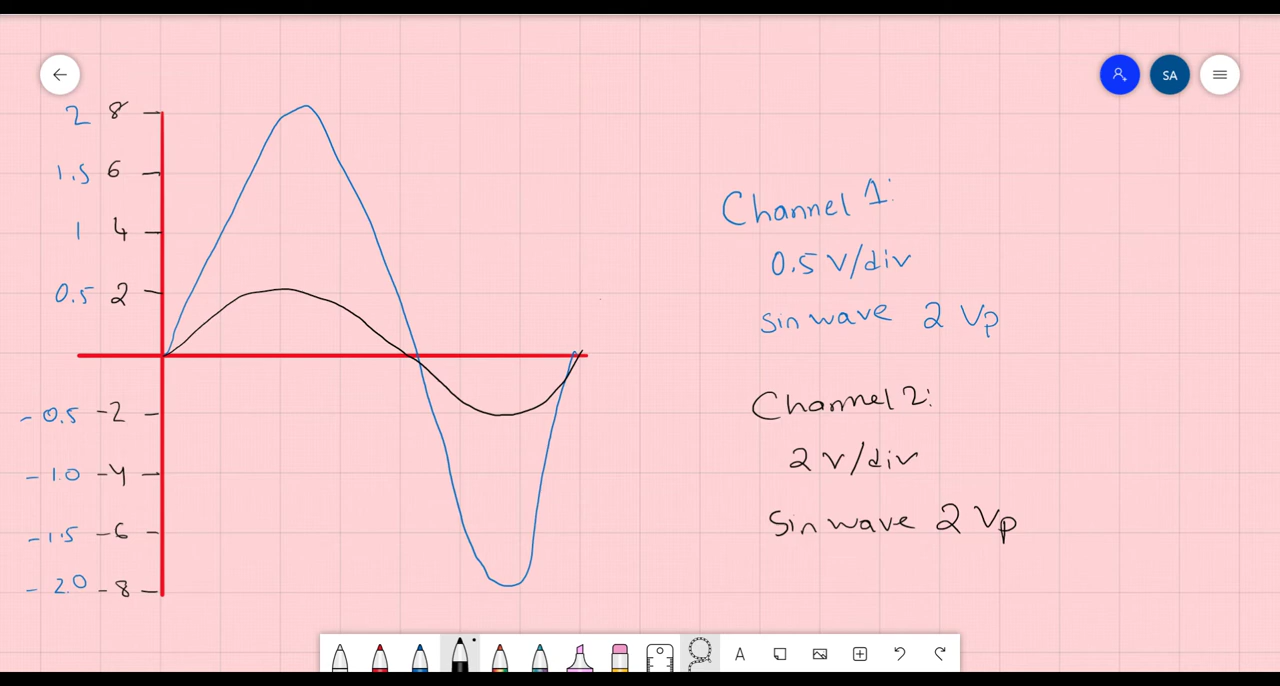 SA
2 8
1.5 6
1 4
0.5 2
- 0.5 -2
- 1.0 -4
- 1.5 -6
- 2.0 - 8
Channel 1:
0.5 V/div
sin wave 2 Vp
Channel 2:
2 V/div
Sin wave 2 Vp
A